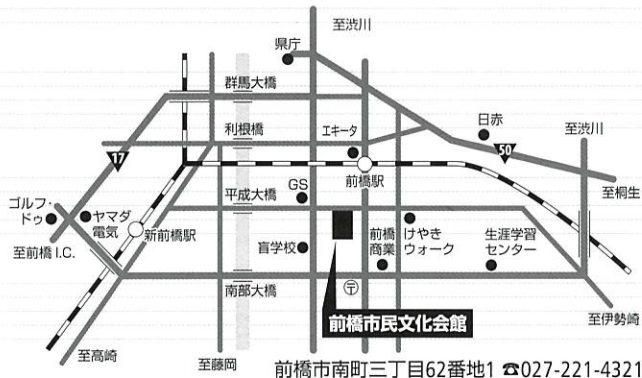 至渋川
県庁
群馬大橋
日赤
利根橋
エキータ
至渋川
17
50
前橋駅
至桐生
GS
平成大橋
ゴルフ・
ドゥ
ヤマダ
電気
新前橋駅
盲学校
前橋
商業
けやき
ウォーク
生涯学習
センター
至前橋 I.C.
南部大橋
〒
前橋市民文化会館
至伊勢崎
至高崎
至藤岡
前橋市南町三丁目62番地1 ☎027-221-4321